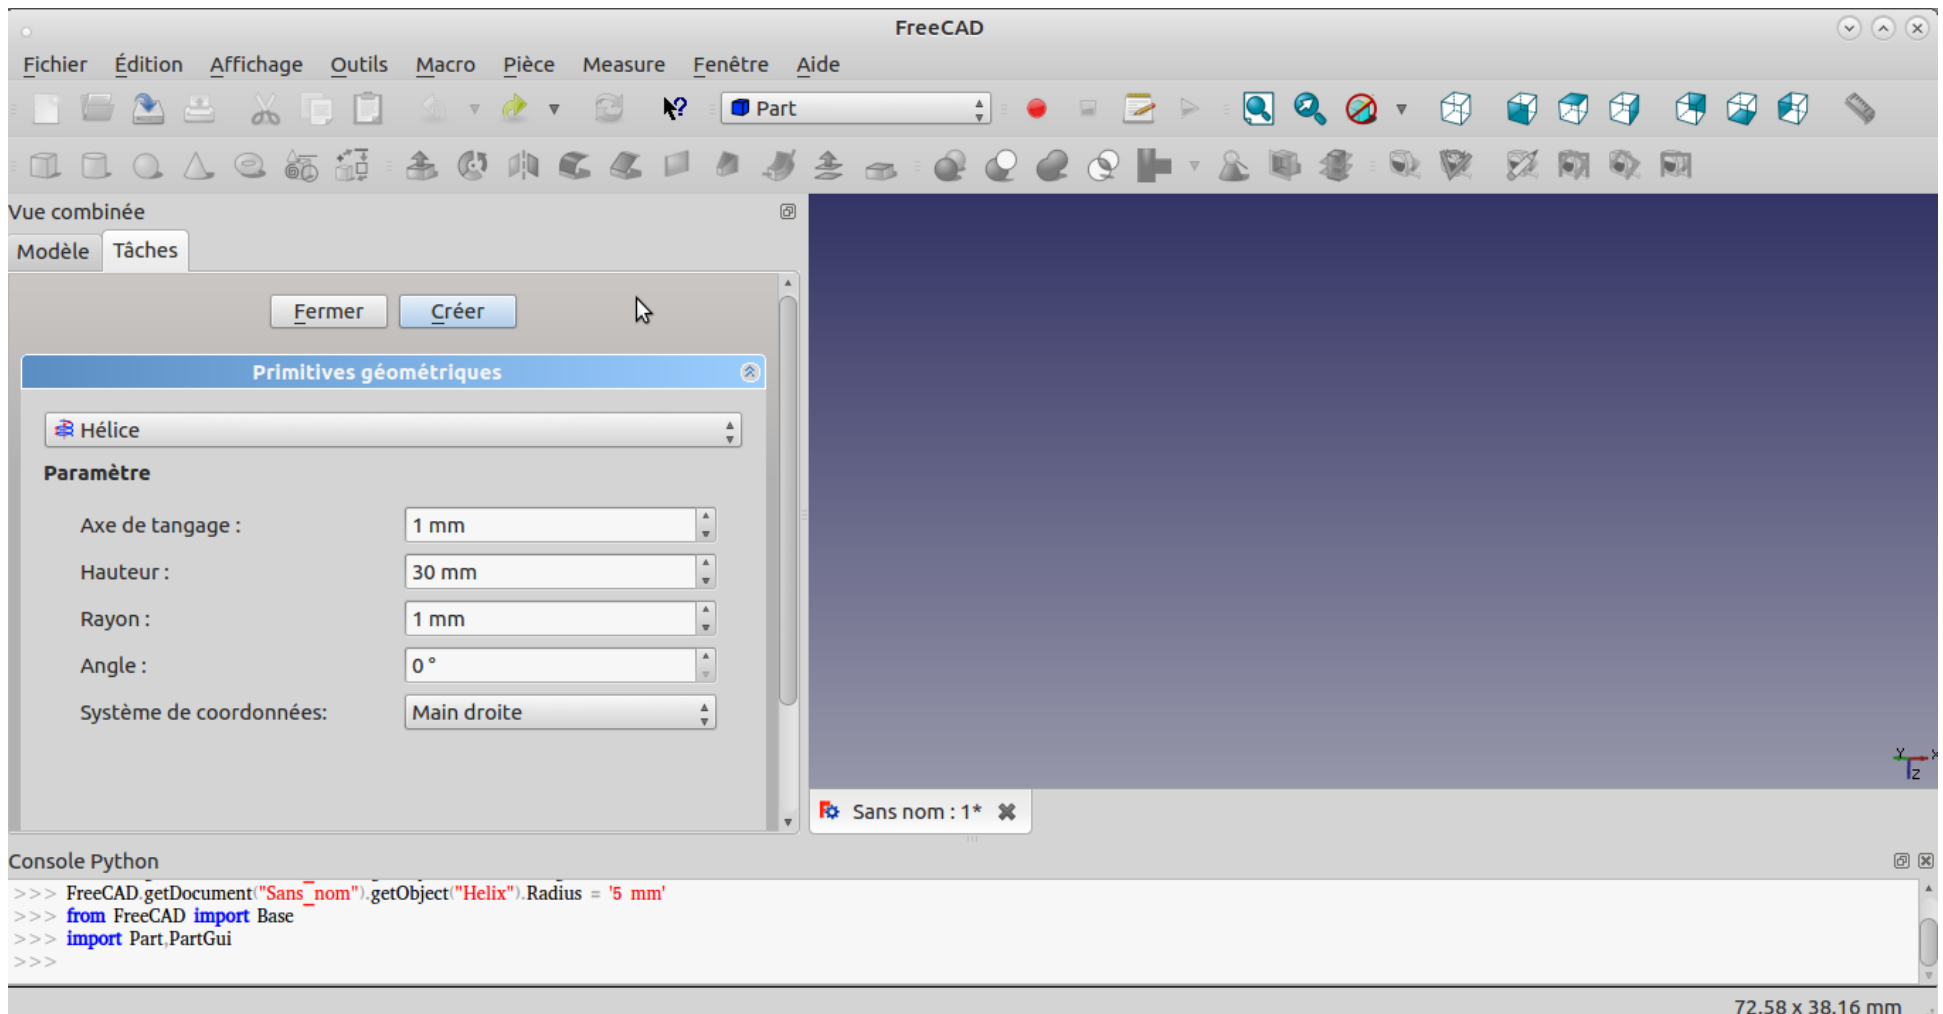 FreeCAD
Fichier Édition Affichage Outils Macro Pièce Measure Fenêtre Aide
Part
Vue combinée
Modèle Tâches
Fermer Créer
Primitives géométriques
Hélice
Paramètre
Axe de tangage : 1 mm
Hauteur : 30 mm
Rayon : 1 mm
Angle : 0 °
Système de coordonnées: Main droite
Y X
Z
Sans nom : 1*
Console Python
>>> FreeCAD.getDocument("Sans_nom").getObject("Helix").Radius = '5 mm'
>>> from FreeCAD import Base
>>> import Part,PartGui
>>>
72.58 x 38.16 mm